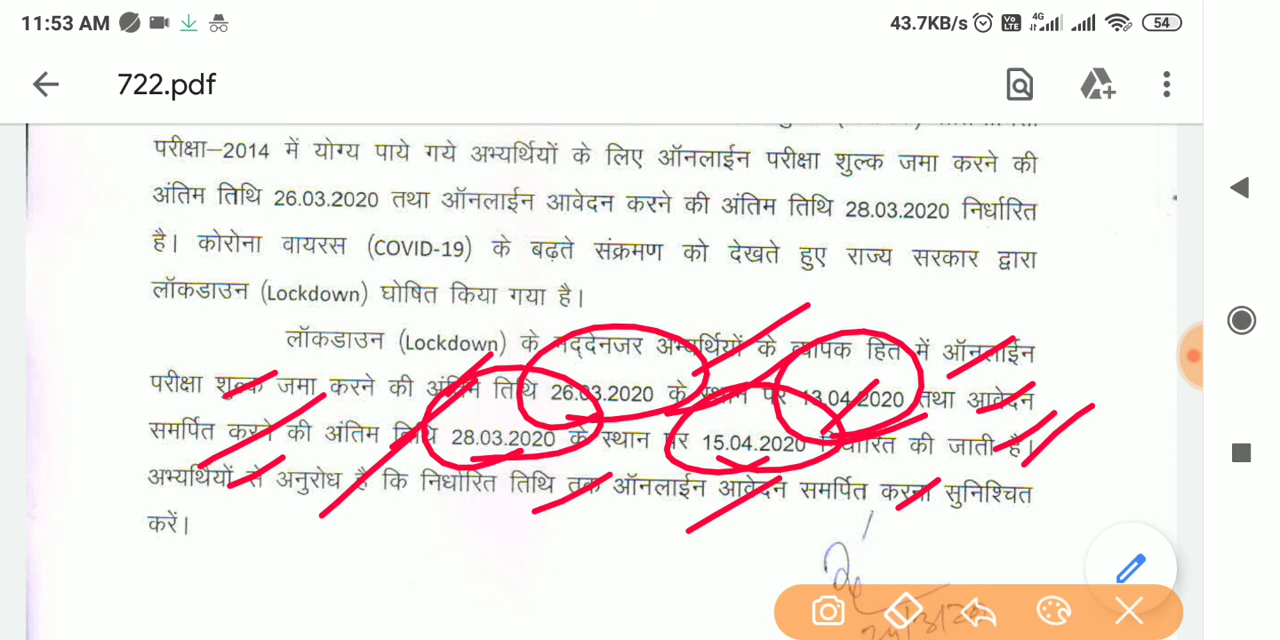 11:53 AM
43.7KB/s Vo LTE 4G 54
722.pdf
परीक्षा–2014 में योग्य पाये गये अभ्यर्थियों के लिए ऑनलाईन परीक्षा शुल्क जमा करने की
अंतिम तिथि 26.03.2020 तथा ऑनलाईन आवेदन करने की अंतिम तिथि 28.03.2020 निर्धारित
है। कोरोना वायरस (COVID-19) के बढ़ते संक्रमण को देखते हुए राज्य सरकार द्वारा
लॉकडाउन (Lockdown) घोषित किया गया है।
लॉकडाउन (Lockdown) के मद्देनजर अभ्यर्थियों के व्यापक हित में ऑनलाईन
परीक्षा शुल्क जमा करने की अंतिम तिथि 26.03.2020 के स्थान पर 13.04.2020 तथा आवेदन
समर्पित करने की अंतिम तिथि 28.03.2020 के स्थान पर 15.04.2020 निर्धारित की जाती है।
अभ्यर्थियों से अनुरोध है कि निर्धारित तिथि तक ऑनलाईन आवेदन समर्पित करना सुनिश्चित
करें।